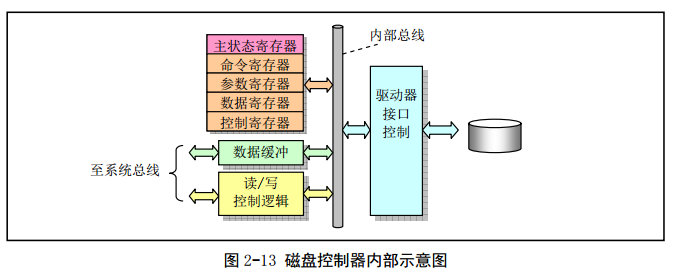 内部总线
主状态寄存器
命令寄存器
参数寄存器
数据寄存器
控制寄存器
驱动器
接口
控制
至系统总线
数据缓冲
读/写
控制逻辑
图 2-13 磁盘控制器内部示意图